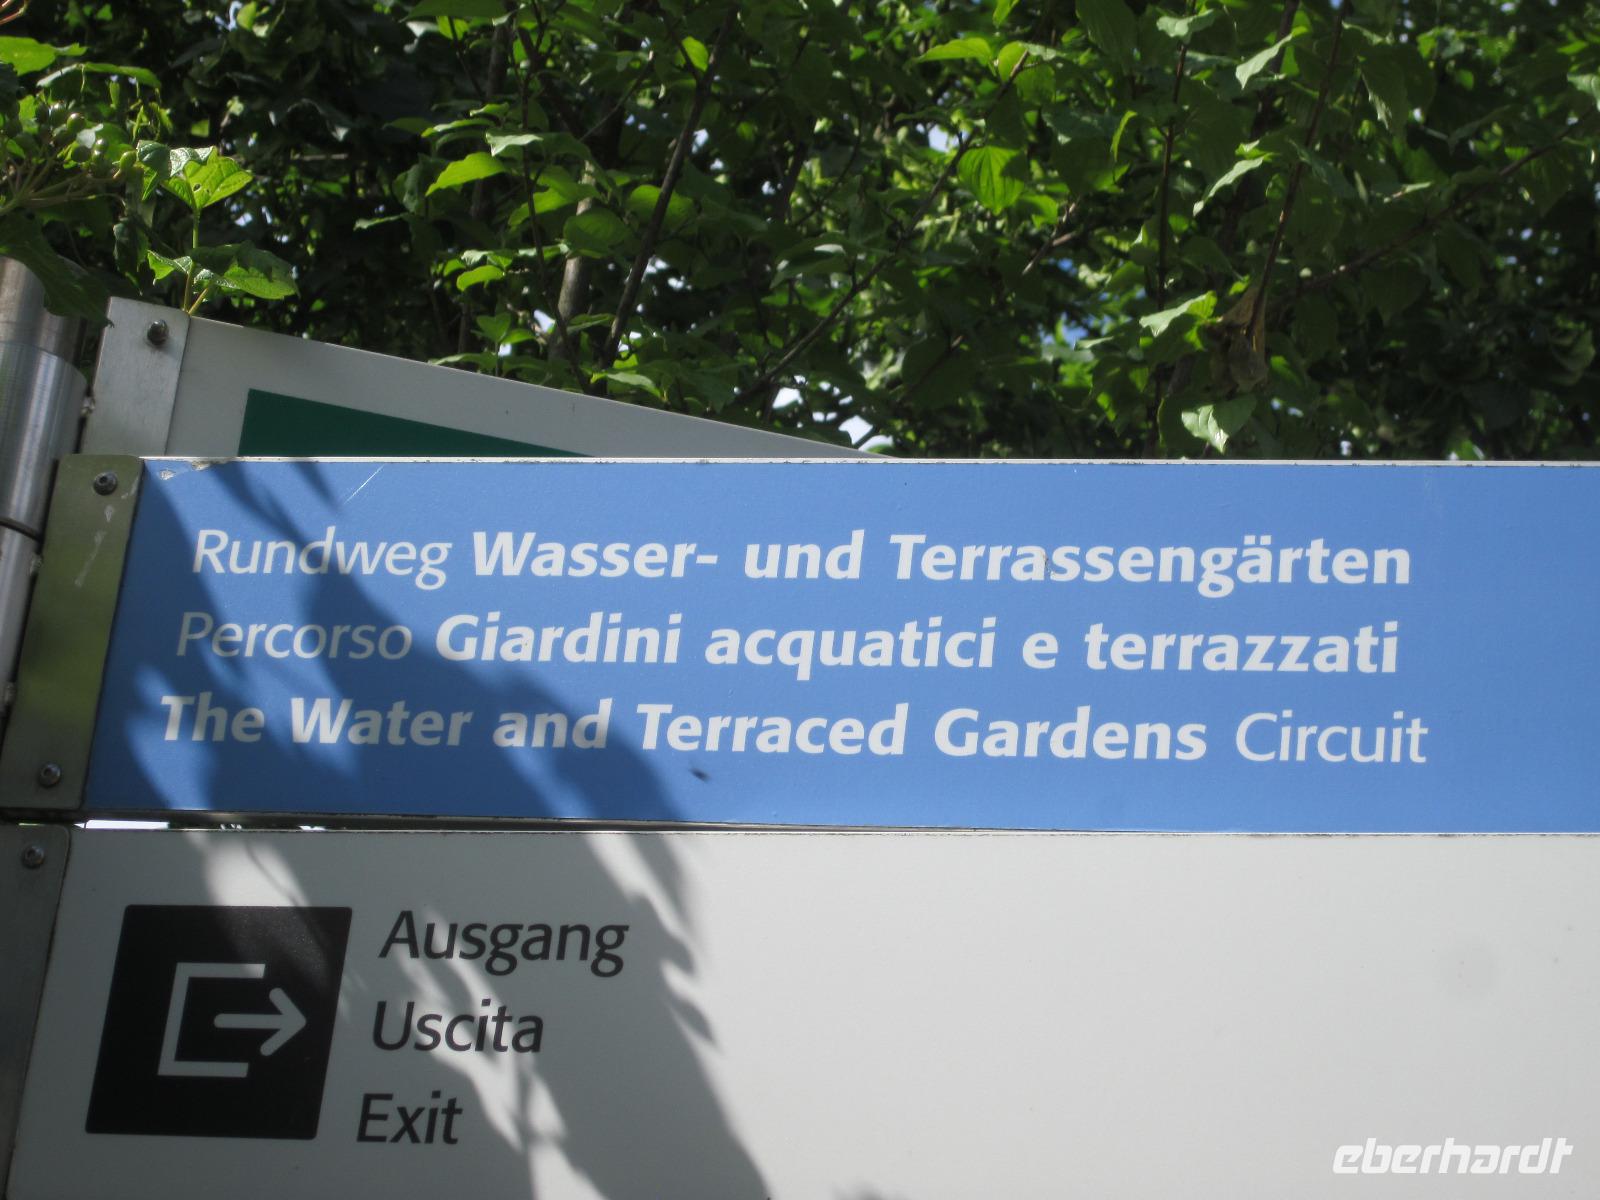 Rundweg Wasser- und Terrassengärten
Percorso Giardini acquatici e terrazzati
The Water and Terraced Gardens Circuit
Ausgang
Uscita
Exit
eberhardt